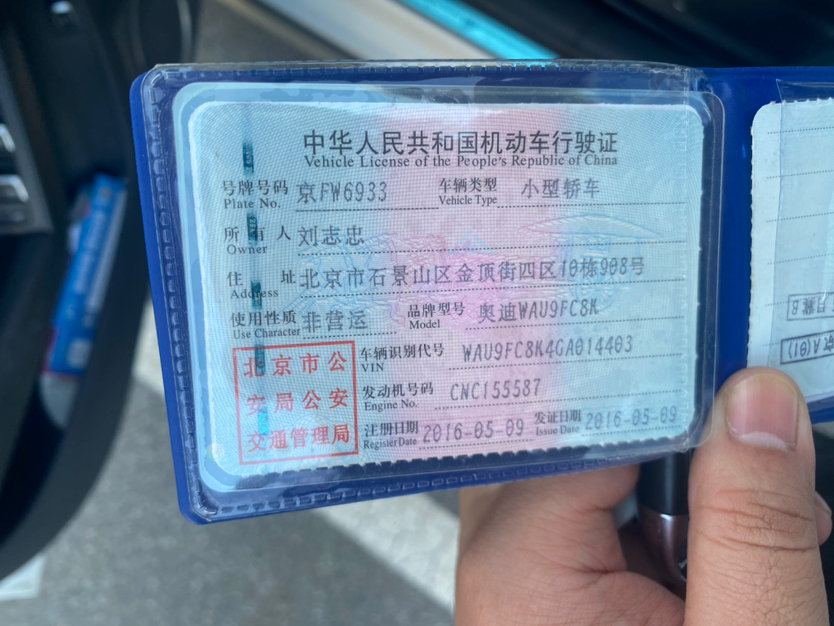 中华人民共和国机动车行驶证
Vehicle License of the People's Republic of China
号牌号码 京FW6933 车辆类型 小型轿车
Plate No. Vehicle Type
所有人 刘志忠
Owner
住址 北京市石景山区金顶街四区10栋908号
Address
使用性质 非营运 品牌型号 奥迪WAU9FC8K
Use Character Model
北京市公
安局公安
交通管理局
车辆识别代号 WAU9FC8K4GA014403
VIN
发动机号码 CNC155587
Engine No.
注册日期 2016-05-09 发证日期 2016-05-09
Register Date Issue Date